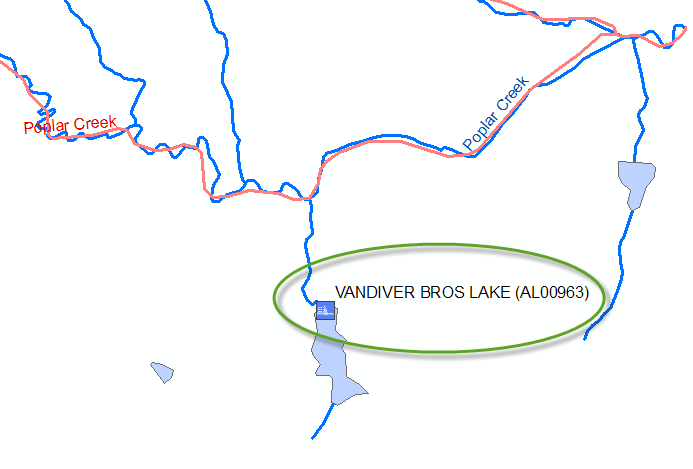 Poplar Creek
Poplar Creek
VANDIVER BROS LAKE (AL00963)